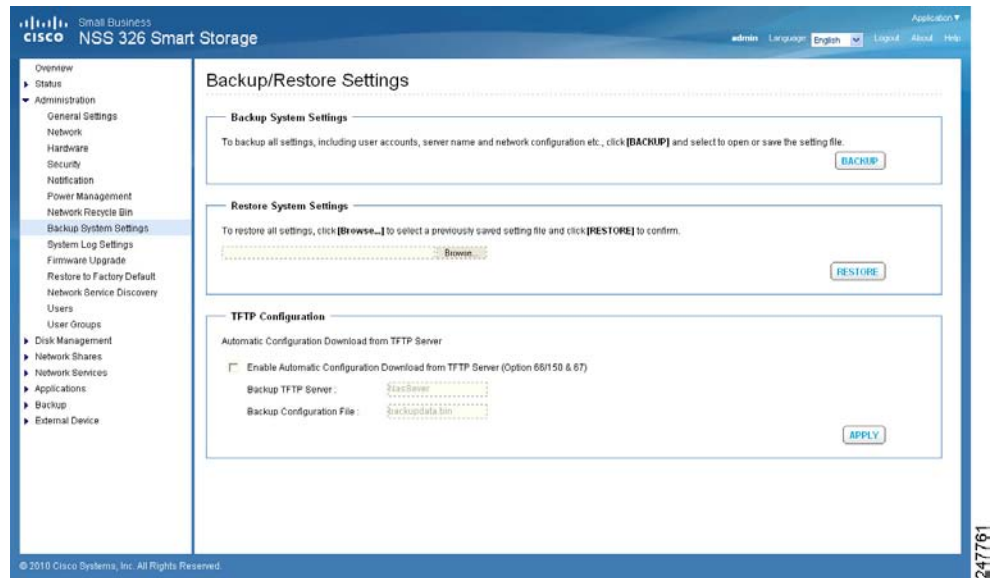 Small Business
CISCO NSS 326 Smart Storage
Application
admin Language English Logout About Help
Overview
Status
Administration
General Settings
Network
Hardware
Security
Notification
Power Management
Network Recycle Bin
Backup System Settings
System Log Settings
Firmware Upgrade
Restore to Factory Default
Network Service Discovery
Users
User Groups
Disk Management
Network Shares
Network Services
Applications
Backup
External Device
Backup/Restore Settings
Backup System Settings
To backup all settings, including user accounts, server name and network configuration etc., click [BACKUP] and select to open or save the setting file.
BACKUP
Restore System Settings
To restore all settings, click [Browse...] to select a previously saved setting file and click [RESTORE] to confirm.
Browse...
RESTORE
TFTP Configuration
Automatic Configuration Download from TFTP Server
Enable Automatic Configuration Download from TFTP Server (Option 66/150 & 67)
Backup TFTP Server :
Backup Configuration File : backupdata.bin
APPLY
© 2010 Cisco Systems, Inc. All Rights Reserved.
247761